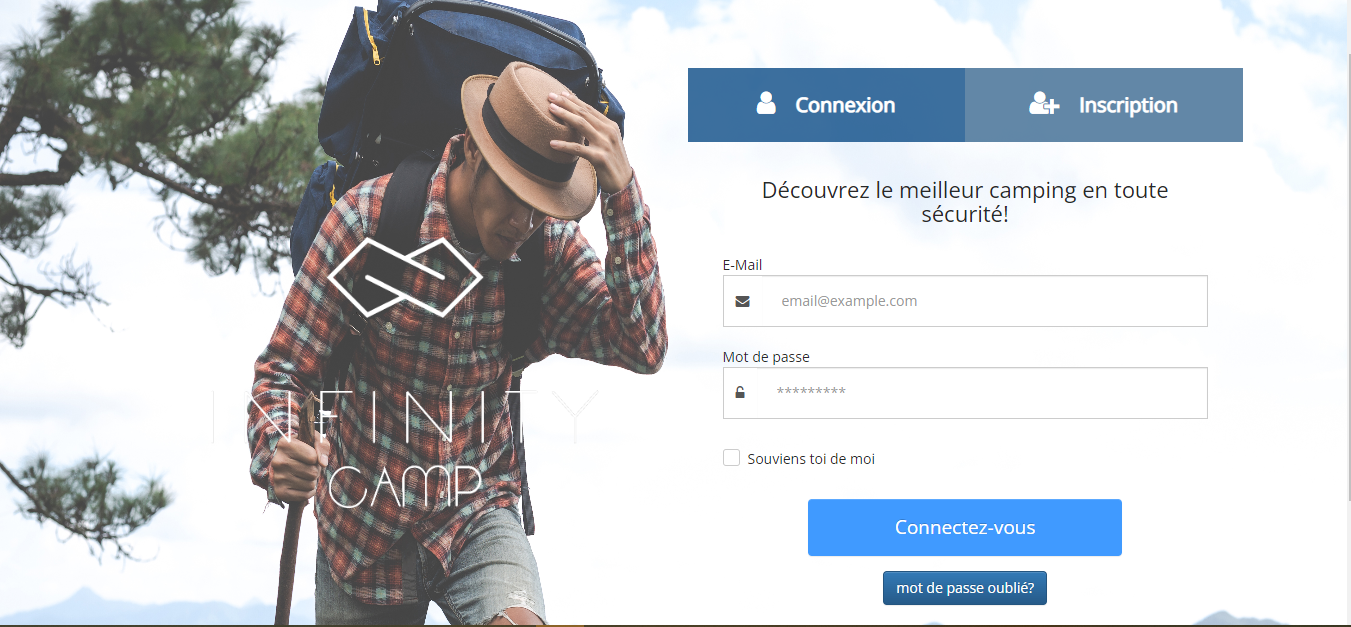 Connexion
Inscription
Découvrez le meilleur camping en toute
sécurité!
E-Mail
email@example.com
Mot de passe
*********
Souviens toi de moi
Connectez-vous
mot de passe oublié?
INFINITY
CAMP